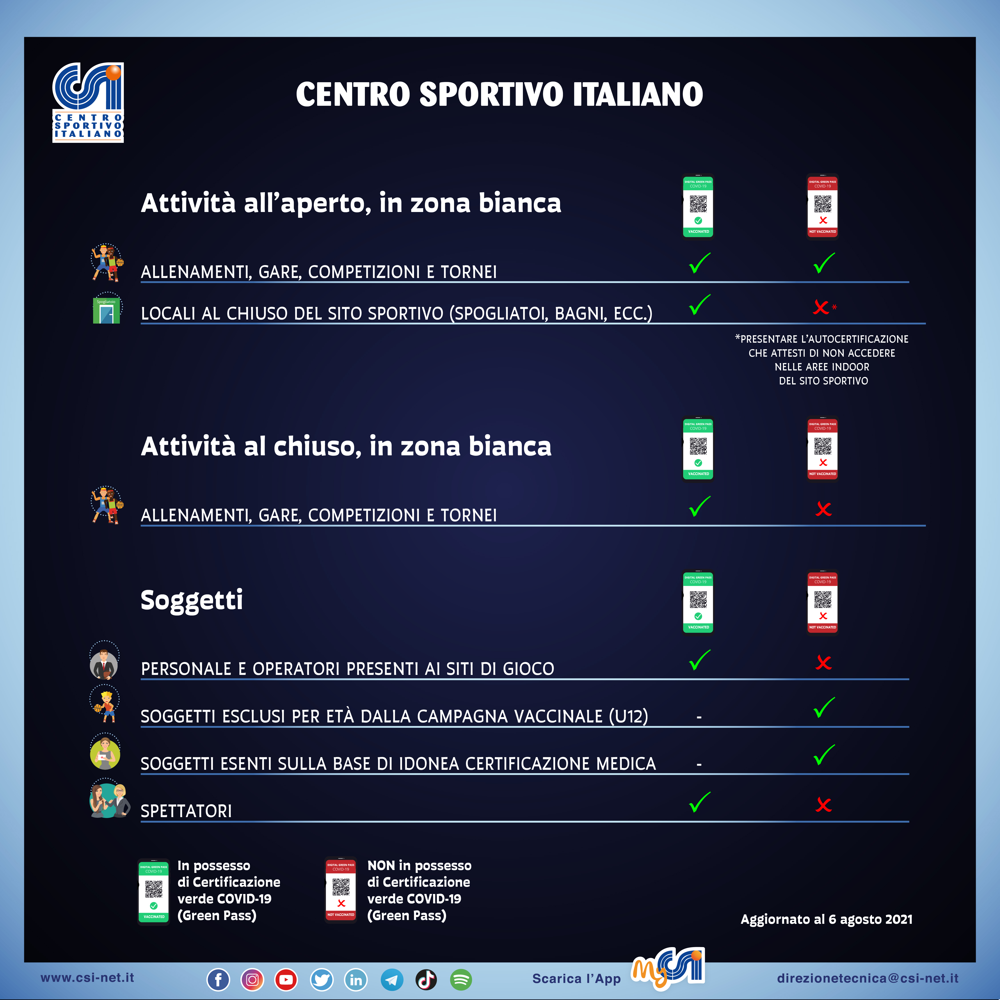 CENTRO
SPORTIVO
ITALIANO
CENTRO SPORTIVO ITALIANO
Attività all’aperto, in zona bianca
DIGITAL GREEN PASS
COVID-19
VACCINATED
DIGITAL GREEN PASS
COVID-19
NOT VACCINATED
ALLENAMENTI, GARE, COMPETIZIONI E TORNEI
Spogliatoio
LOCALI AL CHIUSO DEL SITO SPORTIVO (SPOGLIATOI, BAGNI, ECC.)
*
*PRESENTARE L’AUTOCERTIFICAZIONE
CHE ATTESTI DI NON ACCEDERE
NELLE AREE INDOOR
DEL SITO SPORTIVO
Attività al chiuso, in zona bianca
DIGITAL GREEN PASS
COVID-19
VACCINATED
DIGITAL GREEN PASS
COVID-19
NOT VACCINATED
ALLENAMENTI, GARE, COMPETIZIONI E TORNEI
Soggetti
DIGITAL GREEN PASS
COVID-19
VACCINATED
DIGITAL GREEN PASS
COVID-19
NOT VACCINATED
PERSONALE E OPERATORI PRESENTI AI SITI DI GIOCO
SOGGETTI ESCLUSI PER ETÀ DALLA CAMPAGNA VACCINALE (U12) -
SOGGETTI ESENTI SULLA BASE DI IDONEA CERTIFICAZIONE MEDICA -
SPETTATORI
DIGITAL GREEN PASS
COVID-19
VACCINATED
In possesso
di Certificazione
verde COVID-19
(Green Pass)
DIGITAL GREEN PASS
COVID-19
NOT VACCINATED
NON in possesso
di Certificazione
verde COVID-19
(Green Pass)
Aggiornato al 6 agosto 2021
www.csi-net.it
Scarica l’App
My CSI
direzionetecnica@csi-net.it